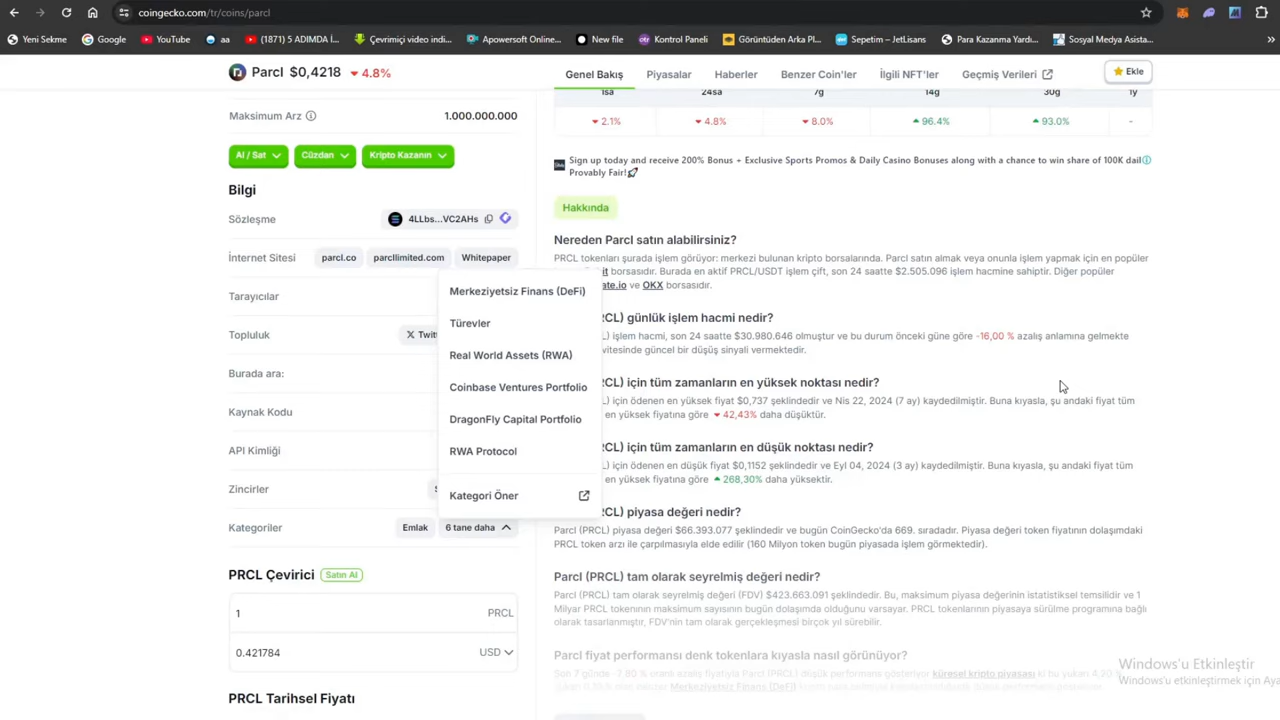 coingecko.com/tr/coins/parcl
Yeni Sekme
Google
YouTube
aa
(1871) 5 ADIMDA İ...
Çevrimiçi video indi...
Apowersoft Online...
New file
Kontrol Paneli
Görüntüden Arka Pl...
Sepetim – JetLisans
Para Kazanma Yardı...
Sosyal Medya Asista...
»
Parcl $0,4218 4.8%
Genel Bakış
Piyasalar
Haberler
Benzer Coin'ler
İlgili NFT'ler
Geçmiş Verileri
Ekle
Maksimum Arz
1.000.000.000
Al / Sat
Cüzdan
Kripto Kazanın
Bilgi
Sözleşme
4LLbs...VC2AHs
İnternet Sitesi
parcl.co
parcllimited.com
Whitepaper
Tarayıcılar
Topluluk
Twitt
Burada ara:
Kaynak Kodu
API Kimliği
Zincirler
Kategoriler
Emlak
6 tane daha
Merkeziyetsiz Finans (DeFi)
Türevler
Real World Assets (RWA)
Coinbase Ventures Portfolio
DragonFly Capital Portfolio
RWA Protocol
Kategori Öner
PRCL Çevirici
Satın Al
1
PRCL
0.421784
USD
PRCL Tarihsel Fiyatı
1sa
24sa
7g
14g
30g
1y
2.1%
4.8%
8.0%
96.4%
93.0%
-
Sign up today and receive 200% Bonus + Exclusive Sports Promos & Daily Casino Bonuses along with a chance to win share of 100K dail
Provably Fair!
Hakkında
Nereden Parcl satın alabilirsiniz?
PRCL tokenları şurada işlem görüyor: merkezi bulunan kripto borsalarında. Parcl satın almak veya onunla işlem yapmak için en popüler
it borsasıdır. Burada en aktif PRCL/USDT işlem çift, son 24 saatte $2.505.096 işlem hacmine sahiptir. Diğer popüler
ate.io ve OKX borsasıdır.
RCL) günlük işlem hacmi nedir?
) işlem hacmi, son 24 saatte $30.980.646 olmuştur ve bu durum önceki güne göre -16,00 % azalış anlamına gelmekte
vitesinde güncel bir düşüş sinyali vermektedir.
RCL) için tüm zamanların en yüksek noktası nedir?
) için ödenen en yüksek fiyat $0,737 şeklindedir ve Nis 22, 2024 (7 ay) kaydedilmiştir. Buna kıyasla, şu andaki fiyat tüm
en yüksek fiyatına göre 42,43% daha düşüktür.
RCL) için tüm zamanların en düşük noktası nedir?
) için ödenen en düşük fiyat $0,1152 şeklindedir ve Eyl 04, 2024 (3 ay) kaydedilmiştir. Buna kıyasla, şu andaki fiyat tüm
en düşük fiyatına göre 268,30% daha yüksektir.
PRCL) piyasa değeri nedir?
Parcl (PRCL) piyasa değeri $66.393.077 şeklindedir ve bugün CoinGecko'da 669. sıradadır. Piyasa değeri token fiyatının dolaşımdaki
PRCL token arzı ile çarpılmasıyla elde edilir (160 Milyon token bugün piyasada işlem görmektedir).
Parcl (PRCL) tam olarak seyrelmiş değeri nedir?
Parcl (PRCL) tam olarak seyrelmiş değeri (FDV) $423.663.091 şeklindedir. Bu, maksimum piyasa değerinin istatistiksel temsilidir ve 1
Milyar PRCL tokenının maksimum sayısının bugün dolaşımda olduğunu varsayar. PRCL tokenlarının piyasaya sürülme programına bağlı
olarak tasarlanmıştır, FDV'nin tam olarak gerçekleşmesi birçok yıl sürebilir.
Parcl fiyat performansı denk tokenlara kıyasla nasıl görünüyor?
küresel kripto piyasası
Merkeziyetsiz Finans (DeFi)
Windows'u Etkinleştir
Windows'u etkinleştirmek için Aya